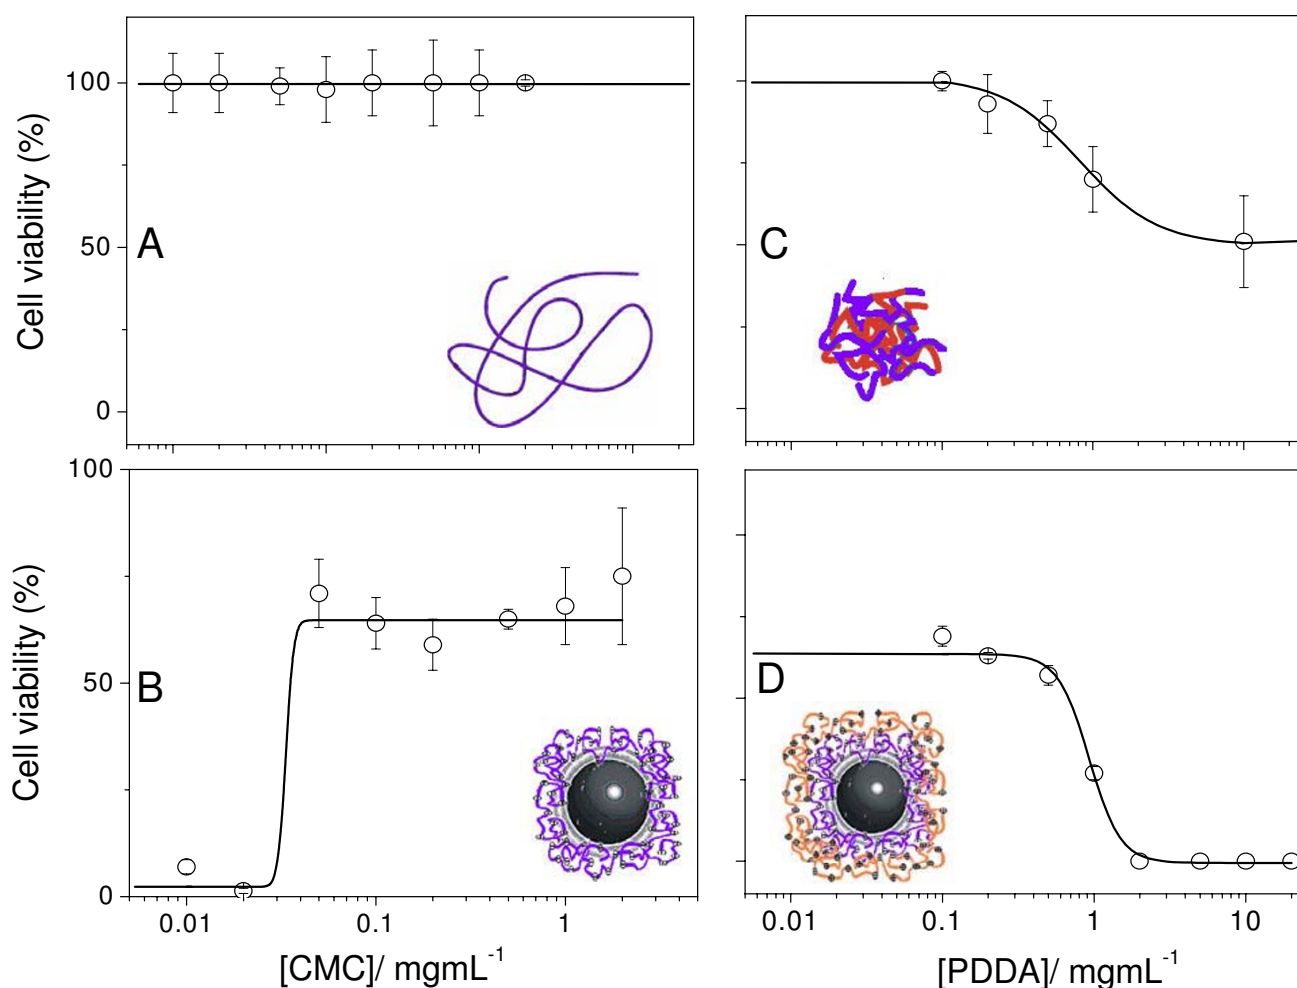 Cell viability (%)
100
50
0
A
C
Cell viability (%)
100
50
0
B
D
0.01 0.1 1
[CMC]/ mgmL⁻¹
0.01 0.1 1 10
[PDDA]/ mgmL⁻¹